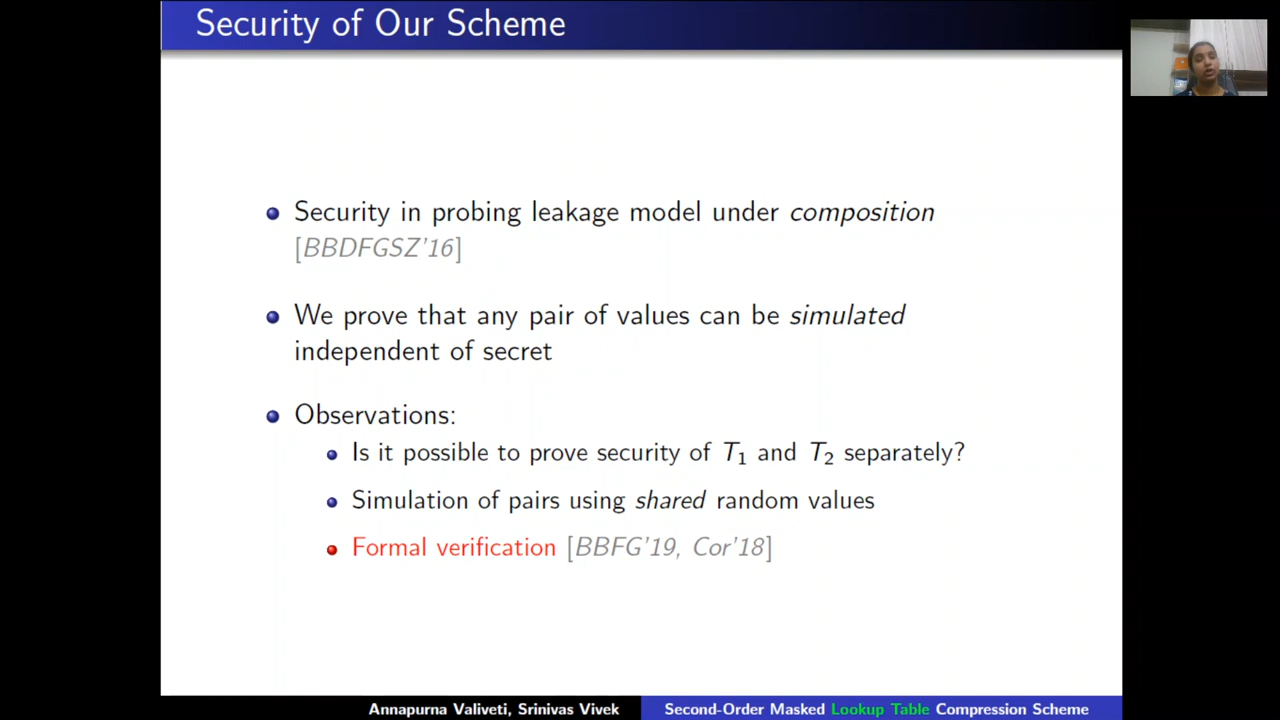 Security of Our Scheme
Security in probing leakage model under composition
[BBDFGSZ'16]
We prove that any pair of values can be simulated
independent of secret
Observations:
Is it possible to prove security of T₁ and T₂ separately?
Simulation of pairs using shared random values
Formal verification [BBFG'19, Cor'18]
Annapurna Valiveti, Srinivas Vivek
Second-Order Masked Lookup Table Compression Scheme